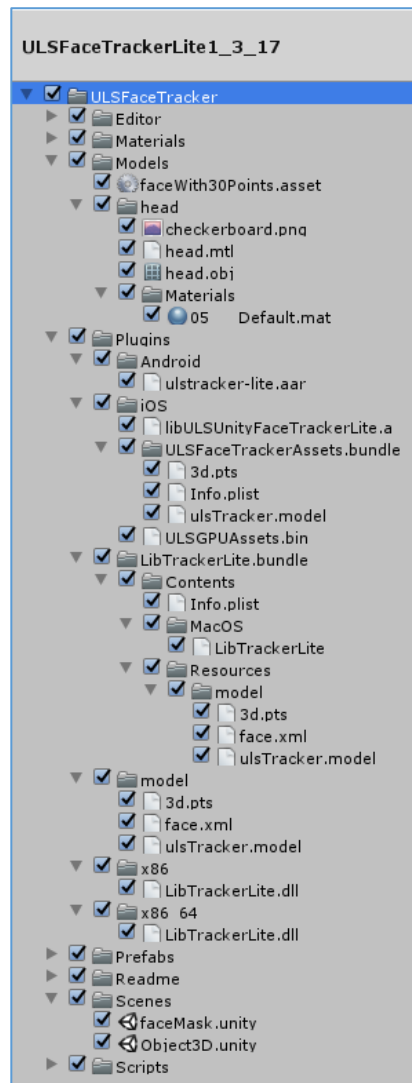 ULSFaceTrackerLite1_3_17
ULSFaceTracker
Editor
Materials
Models
faceWith30Points.asset
head
checkerboard.png
head.mtl
head.obj
Materials
05 Default.mat
Plugins
Android
ulstracker-lite.aar
iOS
libULSUnityFaceTrackerLite.a
ULSFaceTrackerAssets.bundle
3d.pts
Info.plist
ulsTracker.model
ULSGPUAssets.bin
LibTrackerLite.bundle
Contents
Info.plist
MacOS
LibTrackerLite
Resources
model
3d.pts
face.xml
ulsTracker.model
model
3d.pts
face.xml
ulsTracker.model
x86
LibTrackerLite.dll
x86 64
LibTrackerLite.dll
Prefabs
Readme
Scenes
faceMask.unity
Object3D.unity
Scripts